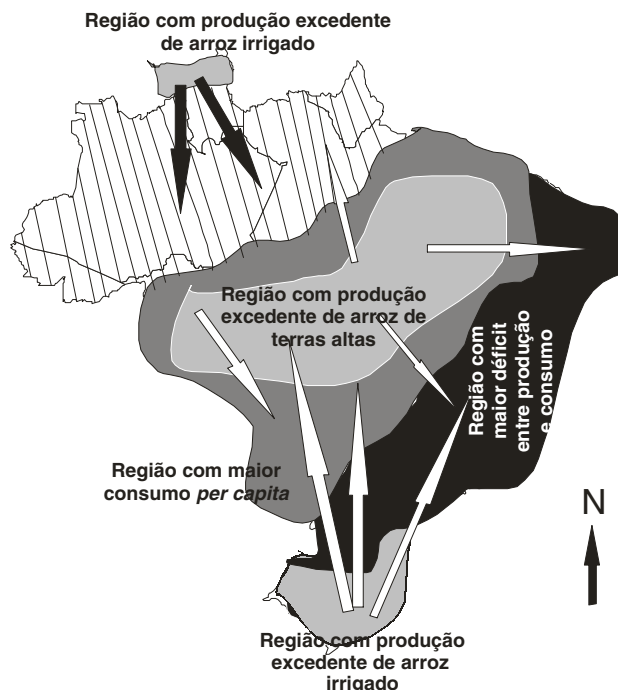 Região com produção excedente
de arroz irrigado
Região com produção
excedente de arroz de
terras altas
Região com
maior déficit
entre produção
e consumo
Região com maior
consumo per capita
N
Região com produção
excedente de arroz
irrigado